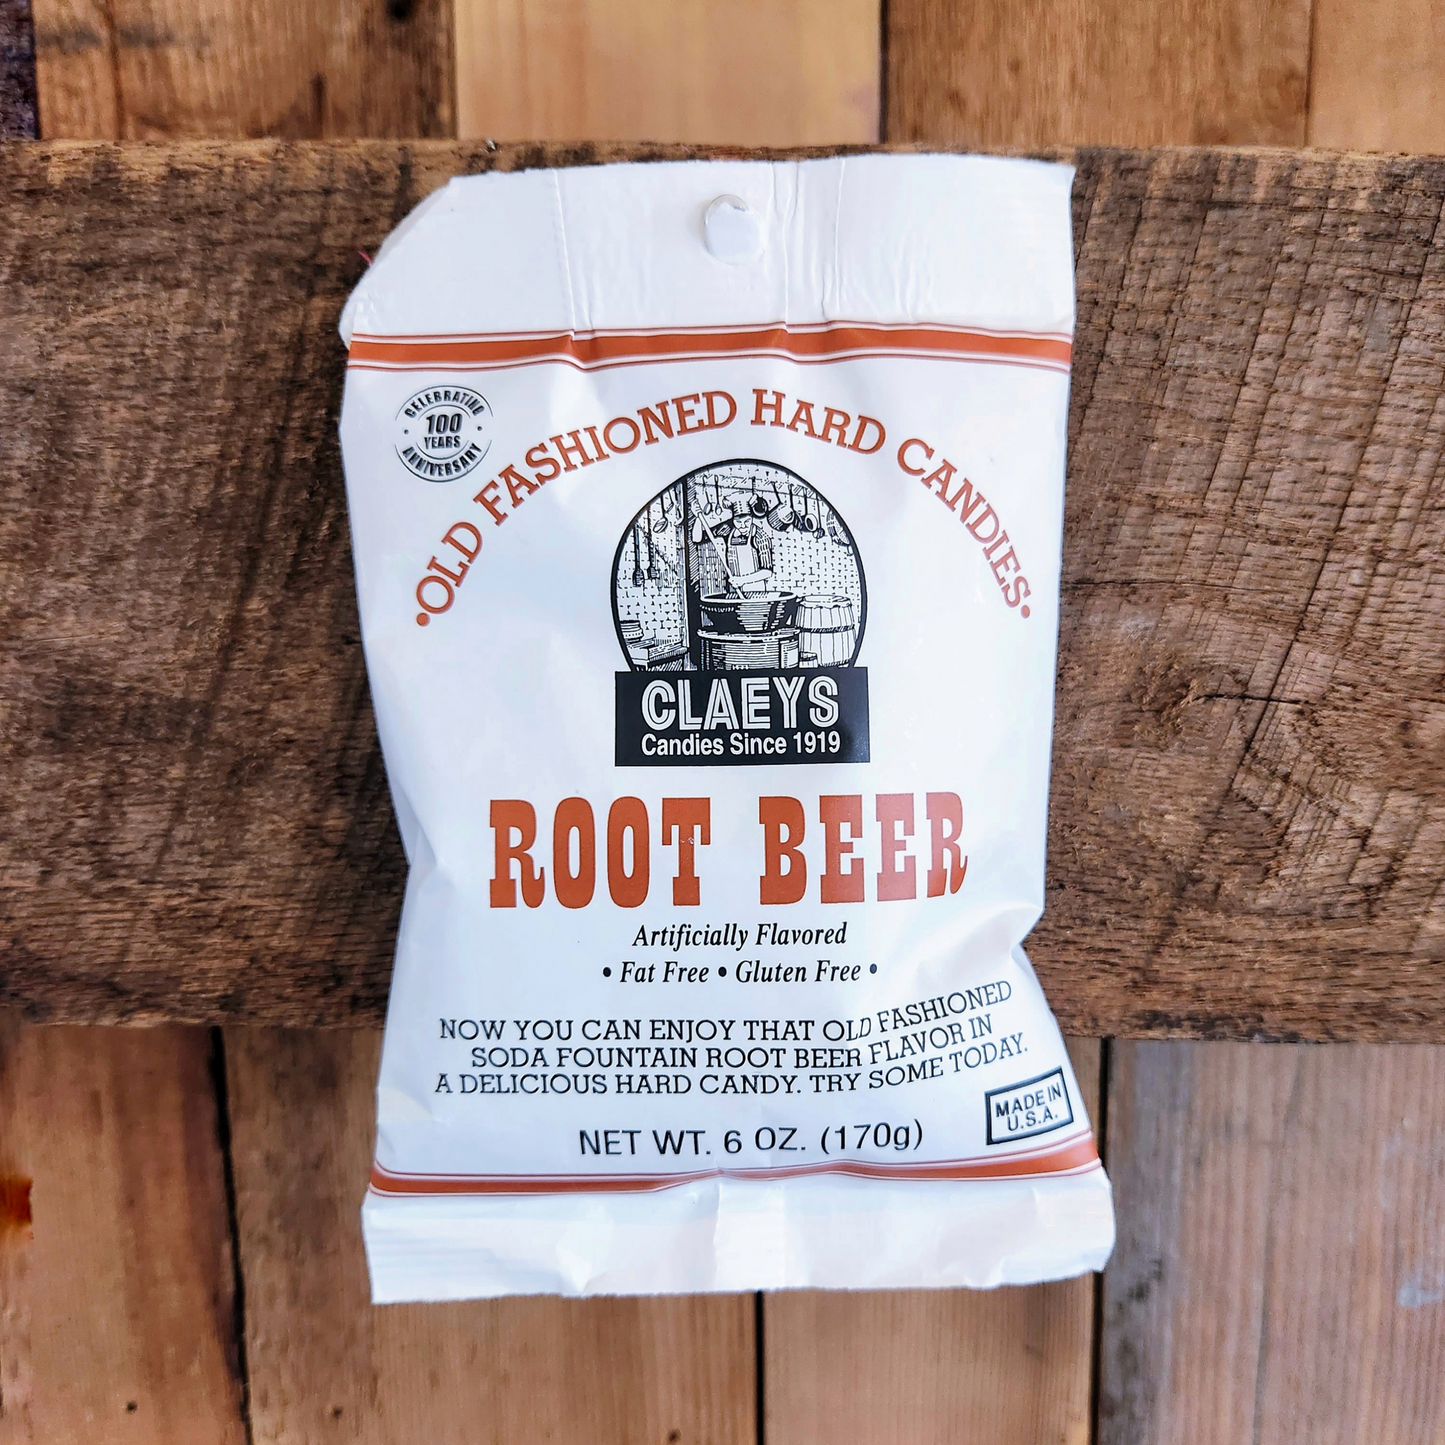 CELEBRATING
100
YEARS
ANNIVERSARY
•OLD FASHIONED HARD CANDIES•
CLAEYS
Candies Since 1919
ROOT BEER
Artificially Flavored
• Fat Free • Gluten Free •
NOW YOU CAN ENJOY THAT OLD FASHIONED
SODA FOUNTAIN ROOT BEER FLAVOR IN
A DELICIOUS HARD CANDY. TRY SOME TODAY.
MADE IN
U.S.A.
NET WT. 6 OZ. (170g)